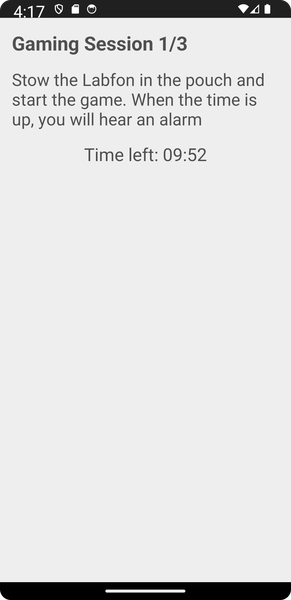 4:17
Gaming Session 1/3
Stow the Labfon in the pouch and
start the game. When the time is
up, you will hear an alarm
Time left: 09:52